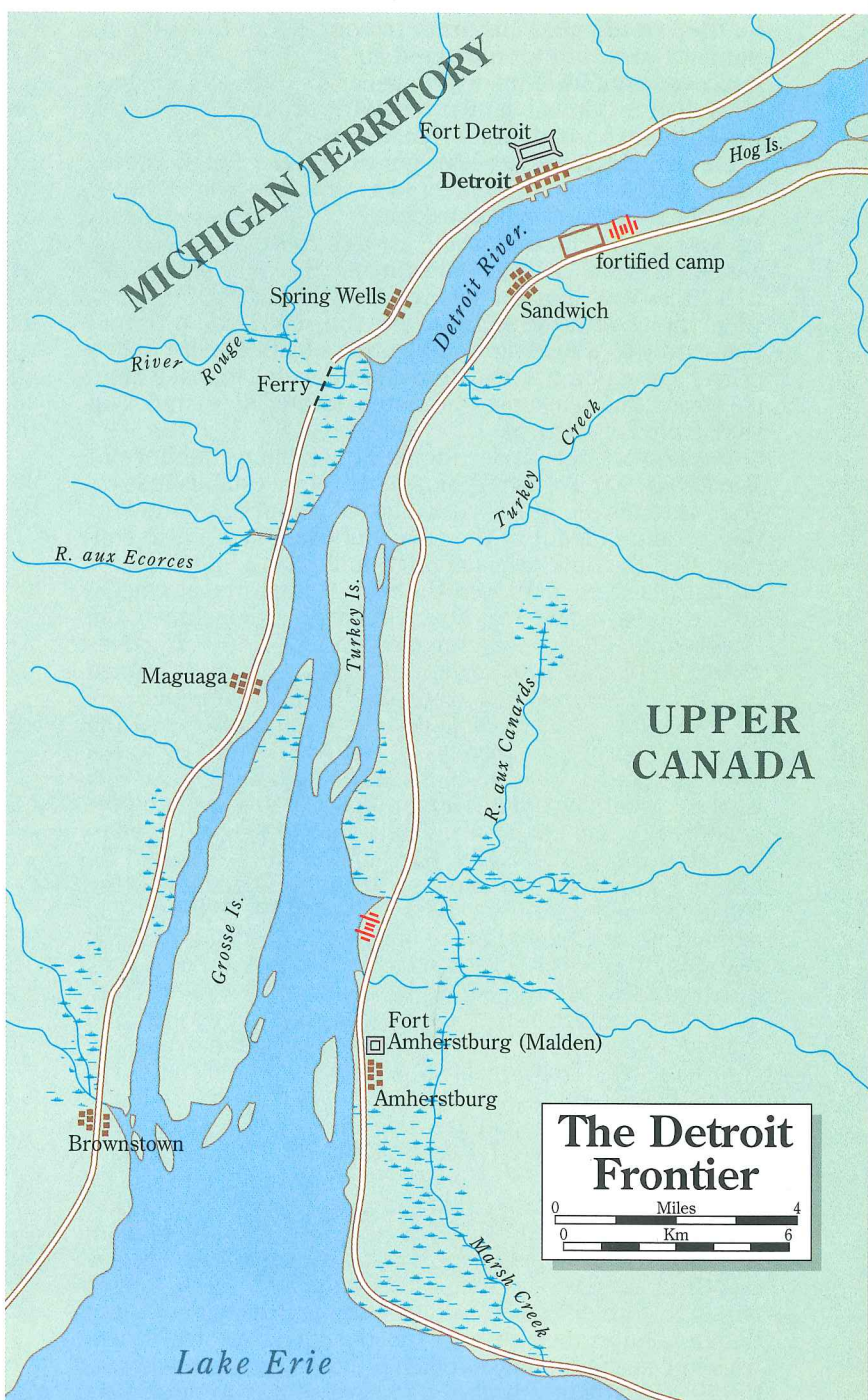 MICHIGAN TERRITORY
Fort Detroit
Detroit
Hog Is.
Detroit River.
fortified camp
Spring Wells
Sandwich
River Rouge
Ferry
Turkey Creek
R. aux Ecorces
Turkey Is.
Maguaga
R. aux Canards
UPPER
CANADA
Grosse Is.
Fort
Amherstburg (Malden)
Amherstburg
Brownstown
The Detroit
Frontier
0 Miles 4
0 Km 6
Marsh Creek
Lake Erie